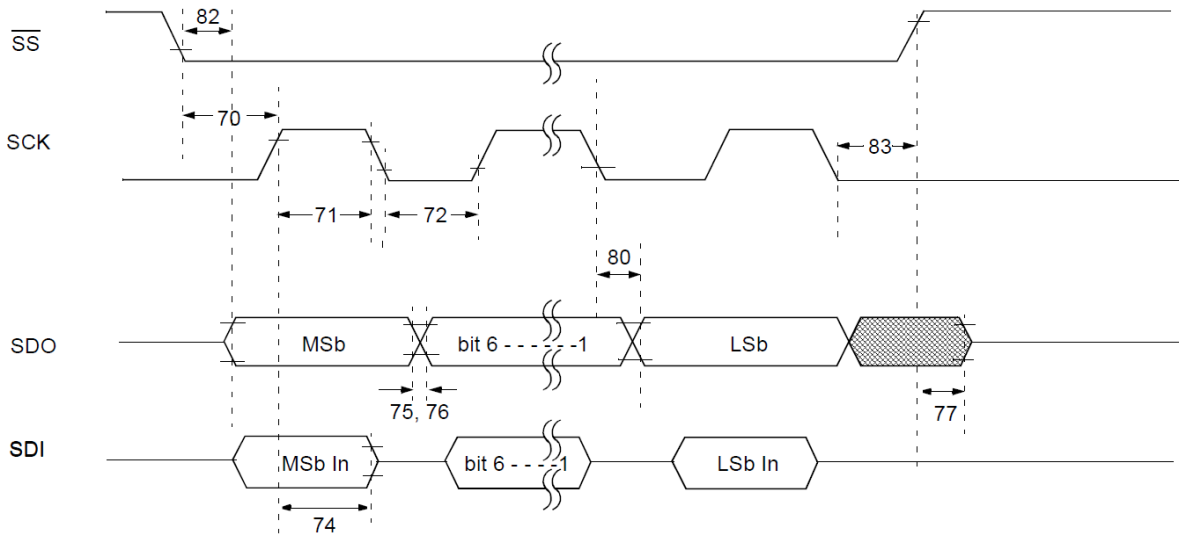 SS
82
70
SCK
83
71
72
80
SDO
MSb
bit 6 - - - - - -1
LSb
75, 76
77
SDI
MSb In
bit 6 - - - -1
LSb In
74